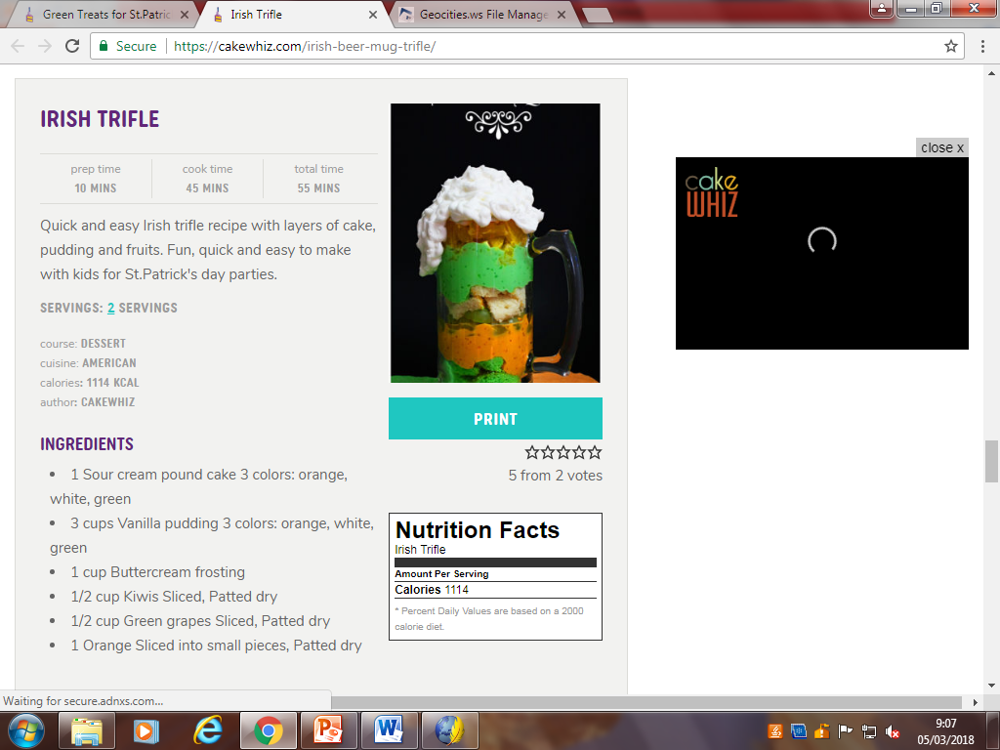 Green Treats for St.Patric
Irish Trifle
Geocities.ws File Manage
Secure
https://cakewhiz.com/irish-beer-mug-trifle/
IRISH TRIFLE
prep time
10 MINS
cook time
45 MINS
total time
55 MINS
Quick and easy Irish trifle recipe with layers of cake,
pudding and fruits. Fun, quick and easy to make
with kids for St.Patrick's day parties.
SERVINGS: 2 SERVINGS
course: DESSERT
cuisine: AMERICAN
calories: 1114 KCAL
author: CAKEWHIZ
INGREDIENTS
• 1 Sour cream pound cake 3 colors: orange,
white, green
• 3 cups Vanilla pudding 3 colors: orange, white,
green
• 1 cup Buttercream frosting
• 1/2 cup Kiwis Sliced, Patted dry
• 1/2 cup Green grapes Sliced, Patted dry
• 1 Orange Sliced into small pieces, Patted dry
PRINT
5 from 2 votes
Nutrition Facts
Irish Trifle
Amount Per Serving
Calories 1114
* Percent Daily Values are based on a 2000
calorie diet.
close x
cake
WHIZ
Waiting for secure.adnxs.com...
9:07
05/03/2018